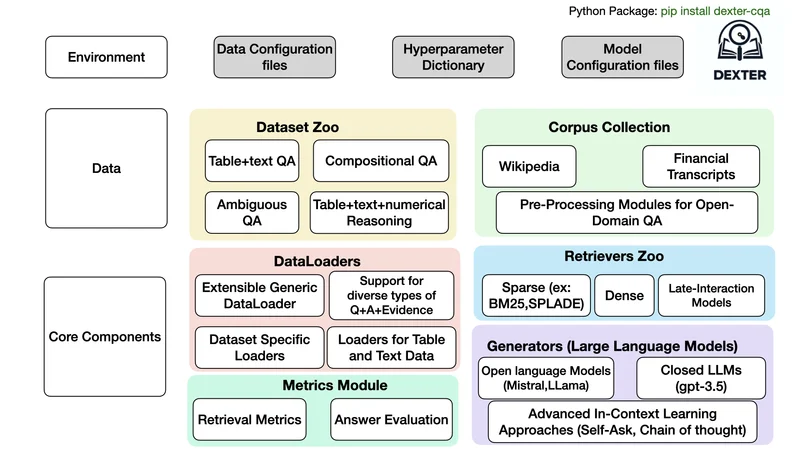 Python Package: pip install dexter-cqa
Environment
Data Configuration
files
Hyperparameter
Dictionary
Model
Configuration files
DEXTER
Data
Dataset Zoo
Table+text QA
Compositional QA
Ambiguous
QA
Table+text+numerical
Reasoning
Corpus Collection
Wikipedia
Financial
Transcripts
Pre-Processing Modules for Open-
Domain QA
Core Components
DataLoaders
Extensible Generic
DataLoader
Support for
diverse types of
Q+A+Evidence
Dataset Specific
Loaders
Loaders for Table
and Text Data
Retrievers Zoo
Sparse (ex:
BM25,SPLADE)
Dense
Late-Interaction
Models
Generators (Large Language Models)
Open language Models
(Mistral,LLama)
Closed LLMs
(gpt-3.5)
Advanced In-Context Learning
Approaches (Self-Ask, Chain of thought)
Metrics Module
Retrieval Metrics
Answer Evaluation